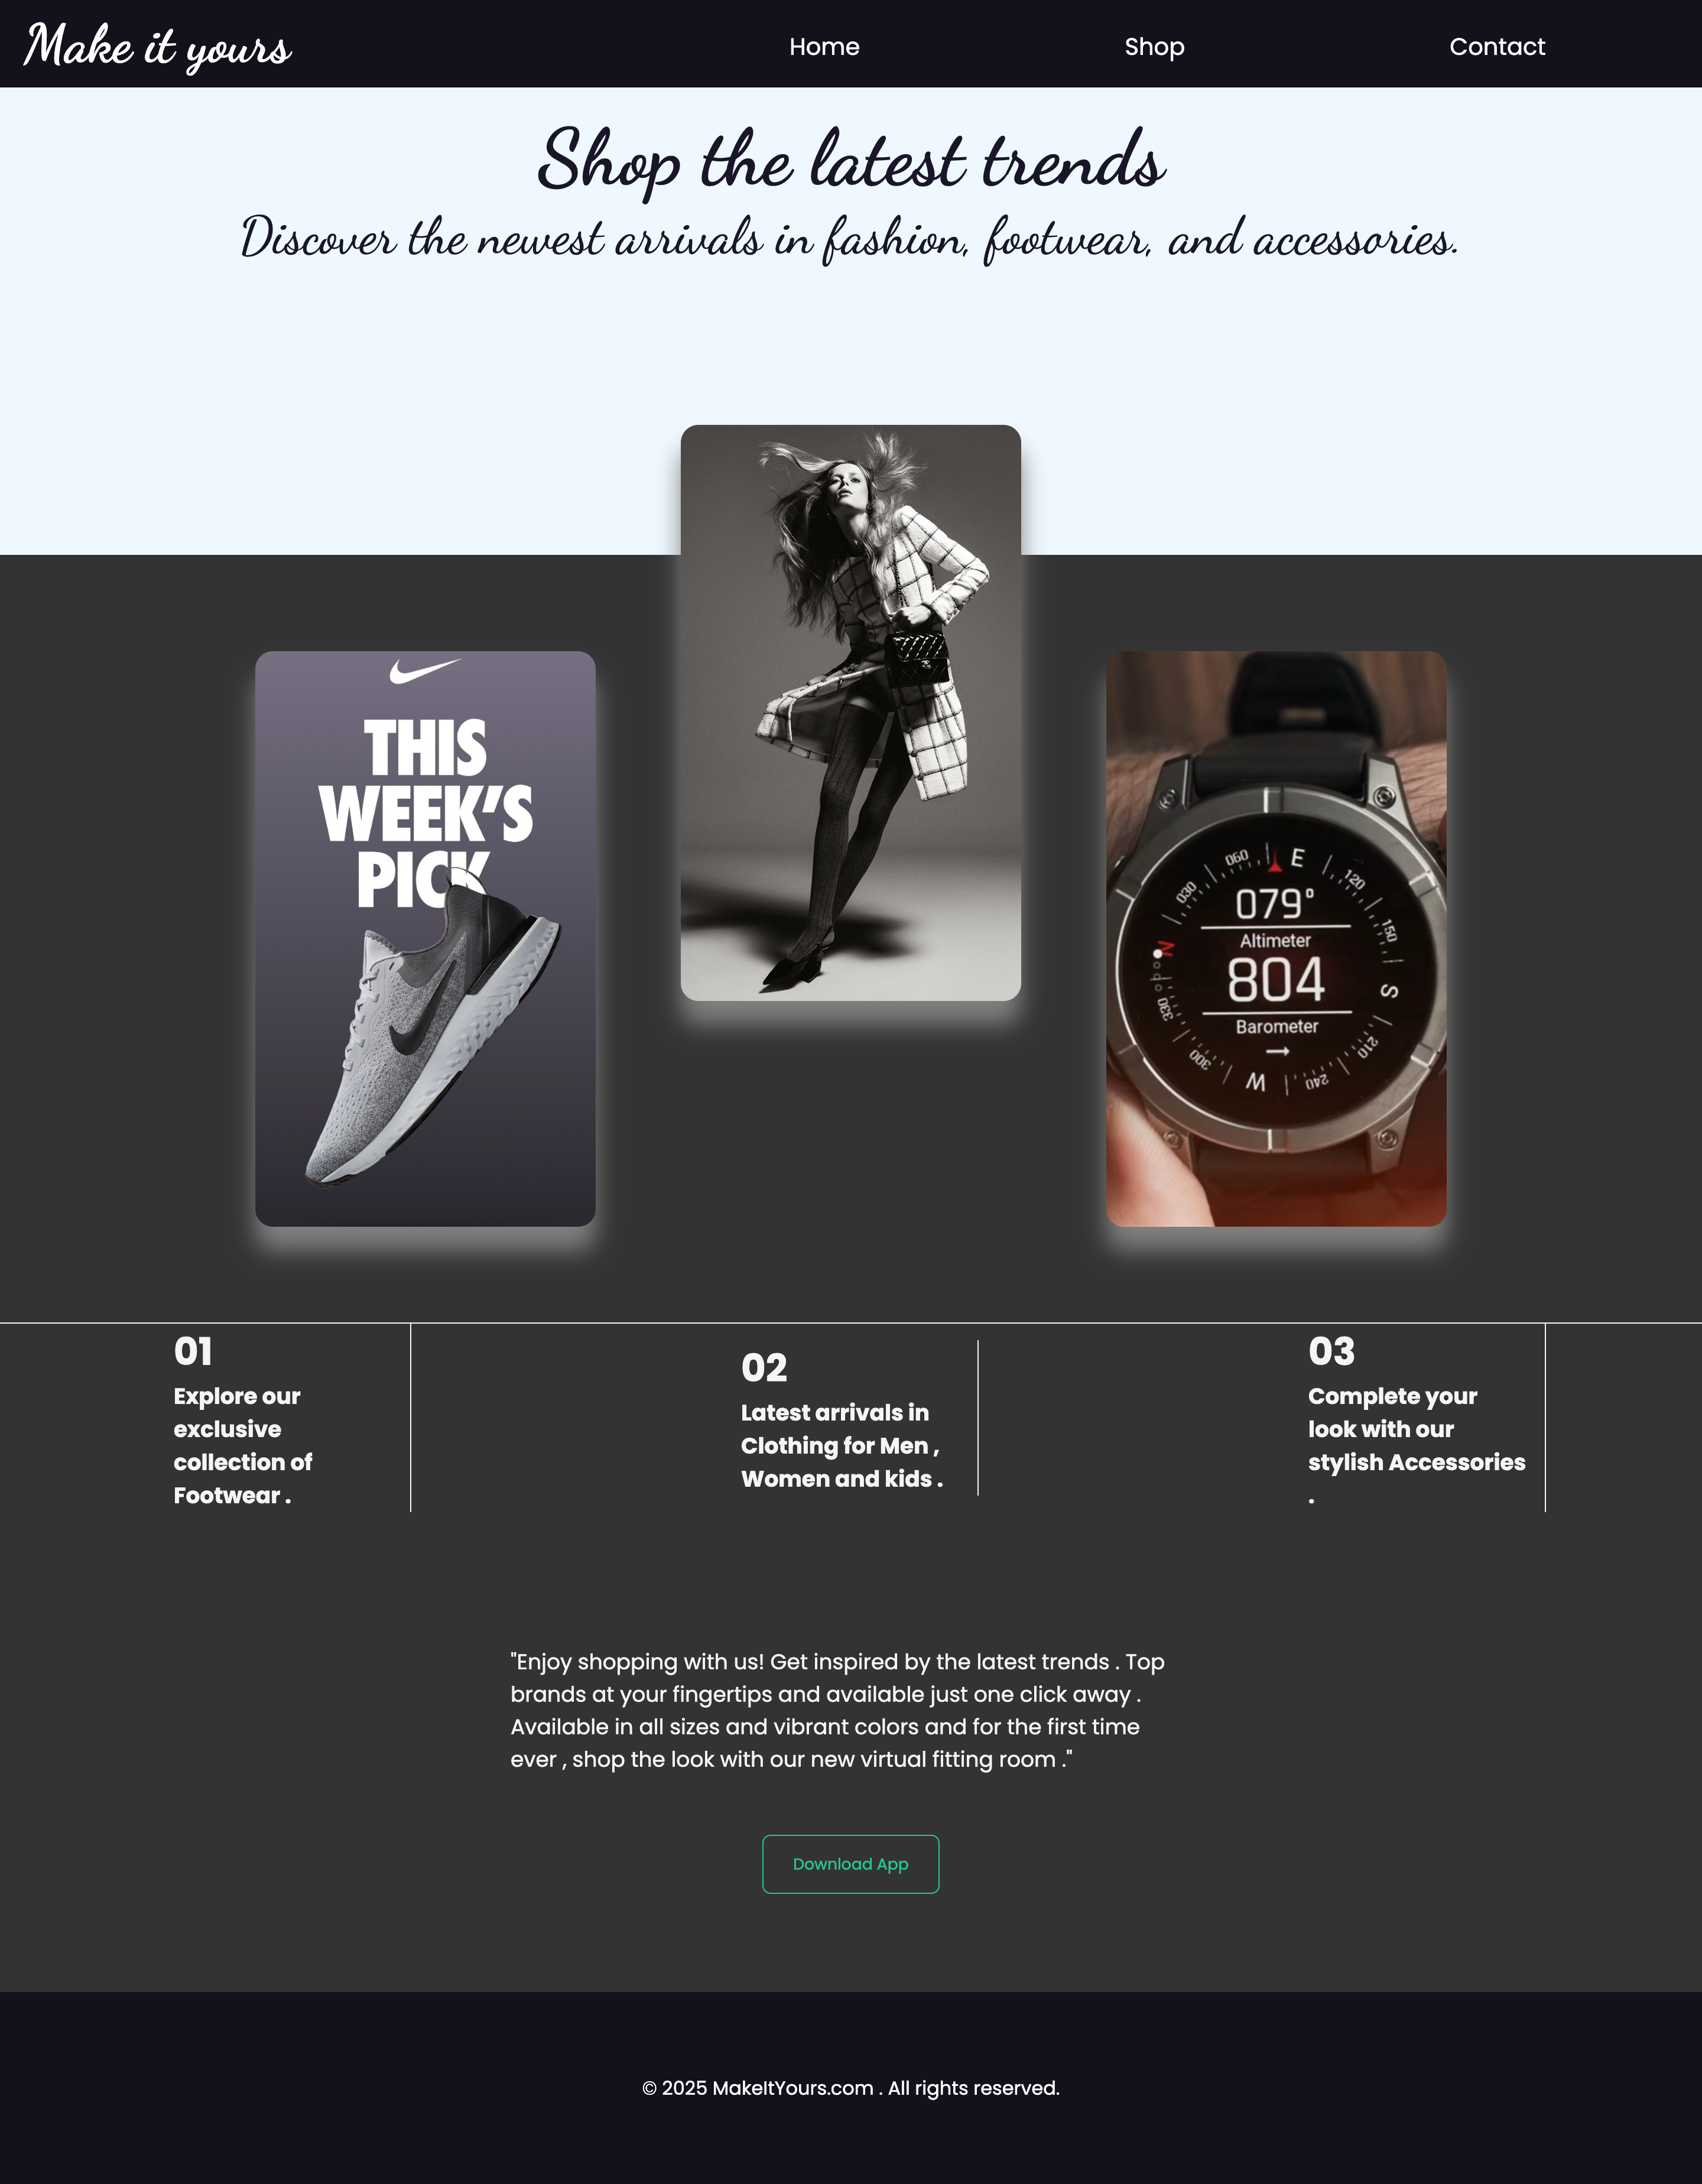 Make it yours
Home
Shop
Contact
Shop the latest trends
Discover the newest arrivals in fashion, footwear, and accessories.
THIS
WEEK'S
PICK
060
E
120
030
150
079°
Altimeter
N
804
S
330
Barometer
300
210
W
240
01
Explore our
exclusive
collection of
Footwear .
02
Latest arrivals in
Clothing for Men ,
Women and kids .
03
Complete your
look with our
stylish Accessories
.
"Enjoy shopping with us! Get inspired by the latest trends . Top
brands at your fingertips and available just one click away .
Available in all sizes and vibrant colors and for the first time
ever , shop the look with our new virtual fitting room ."
Download App
© 2025 MakeItYours.com . All rights reserved.